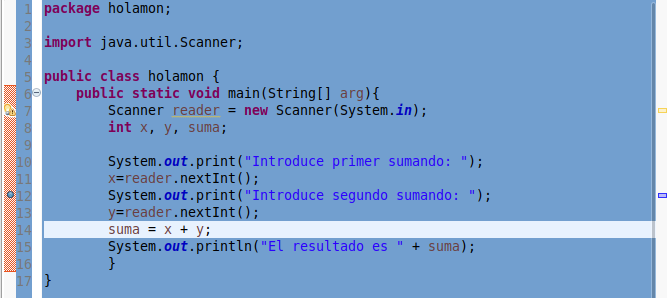 1 package holamon;
2
3 import java.util.Scanner;
4
5 public class holamon {
6 public static void main(String[] arg){
7 Scanner reader = new Scanner(System.in);
8 int x, y, suma;
9
10 System.out.print("Introduce primer sumando: ");
11 x=reader.nextInt();
12 System.out.print("Introduce segundo sumando: ");
13 y=reader.nextInt();
14 suma = x + y;
15 System.out.println("El resultado es " + suma);
16 }
17 }